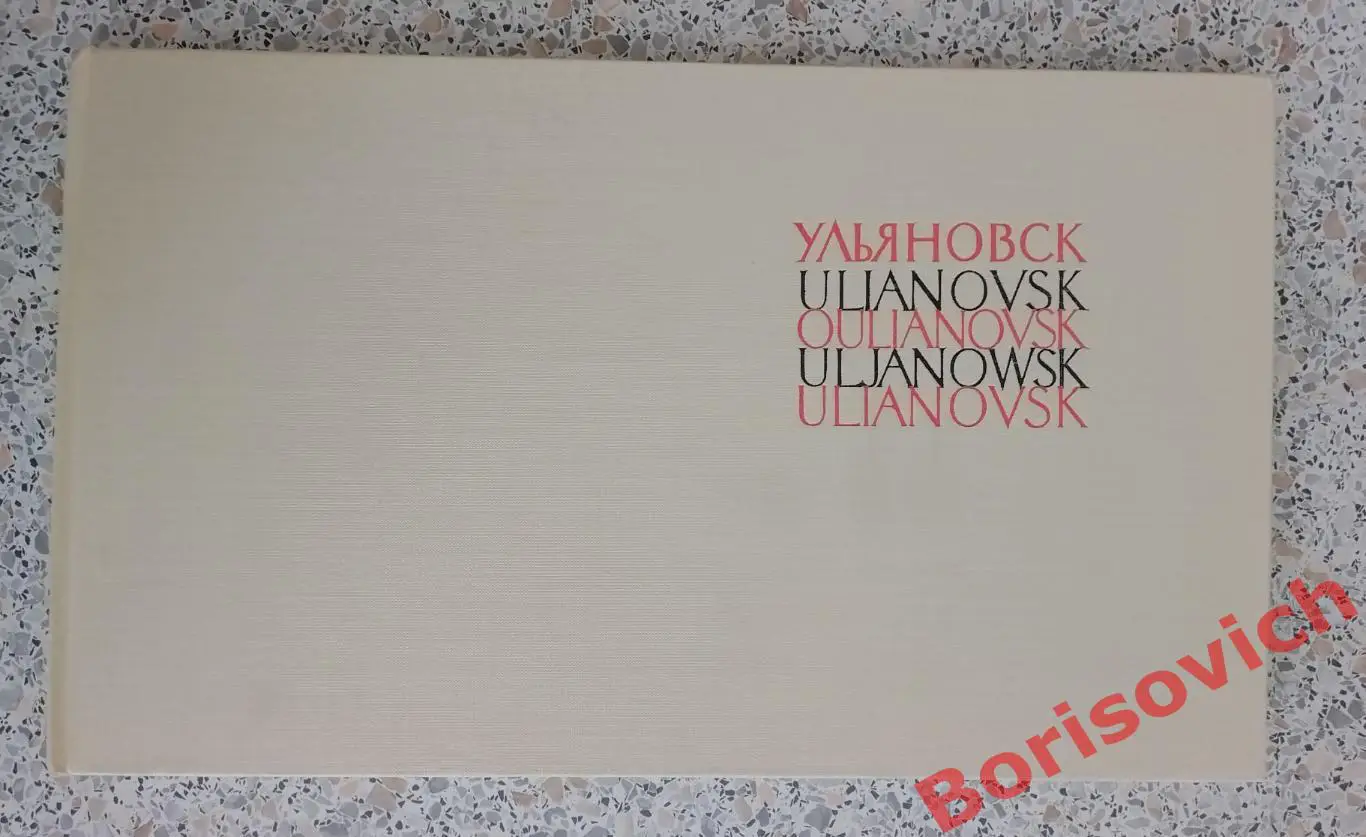 УЛЬЯНОВСК
ULIANOVSK
OULIANOVSK
ULJANOWSK
ULIANOVSK
Borisovich